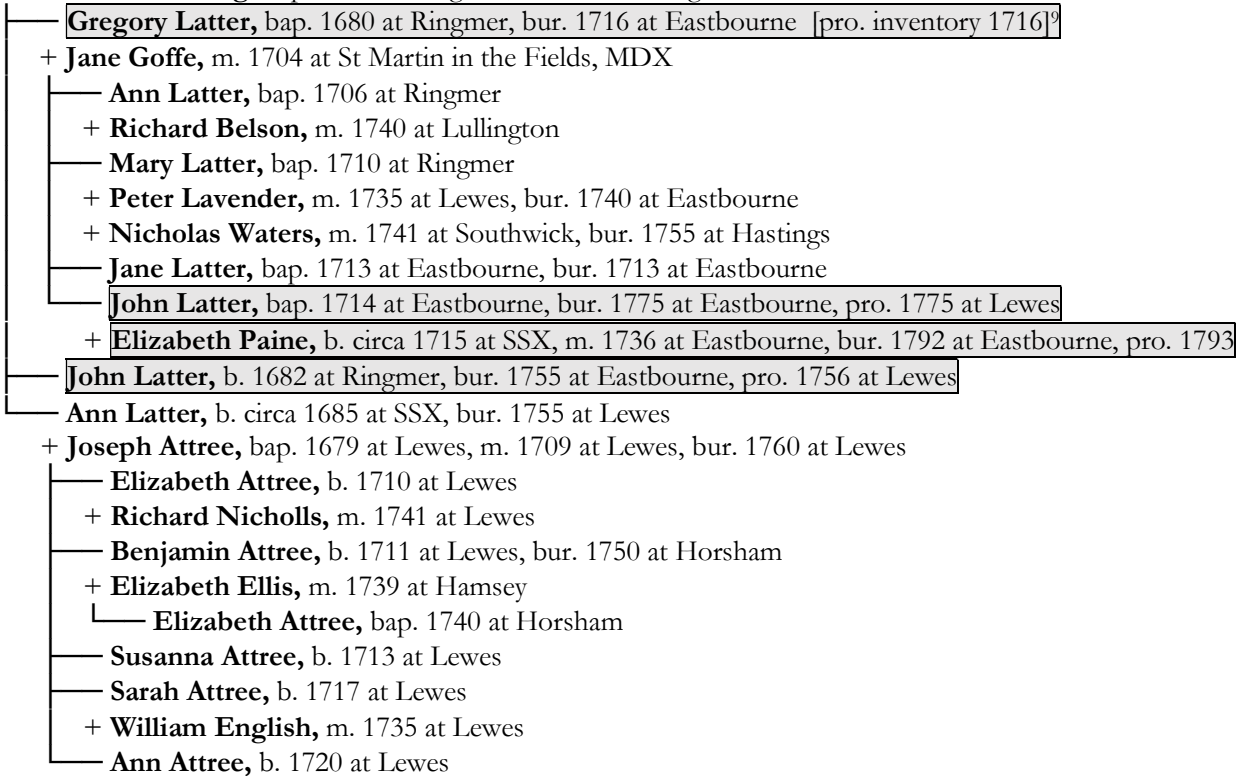 Gregory Latter, bap. 1680 at Ringmer, bur. 1716 at Eastbourne [pro. inventory 1716]⁹
+ Jane Goffe, m. 1704 at St Martin in the Fields, MDX
Ann Latter, bap. 1706 at Ringmer
+ Richard Belson, m. 1740 at Lullington
Mary Latter, bap. 1710 at Ringmer
+ Peter Lavender, m. 1735 at Lewes, bur. 1740 at Eastbourne
+ Nicholas Waters, m. 1741 at Southwick, bur. 1755 at Hastings
Jane Latter, bap. 1713 at Eastbourne, bur. 1713 at Eastbourne
John Latter, bap. 1714 at Eastbourne, bur. 1775 at Eastbourne, pro. 1775 at Lewes
+ Elizabeth Paine, b. circa 1715 at SSX, m. 1736 at Eastbourne, bur. 1792 at Eastbourne, pro. 1793
John Latter, b. 1682 at Ringmer, bur. 1755 at Eastbourne, pro. 1756 at Lewes
Ann Latter, b. circa 1685 at SSX, bur. 1755 at Lewes
+ Joseph Attree, bap. 1679 at Lewes, m. 1709 at Lewes, bur. 1760 at Lewes
Elizabeth Attree, b. 1710 at Lewes
+ Richard Nicholls, m. 1741 at Lewes
Benjamin Attree, b. 1711 at Lewes, bur. 1750 at Horsham
+ Elizabeth Ellis, m. 1739 at Hamsey
Elizabeth Attree, bap. 1740 at Horsham
Susanna Attree, b. 1713 at Lewes
Sarah Attree, b. 1717 at Lewes
+ William English, m. 1735 at Lewes
Ann Attree, b. 1720 at Lewes